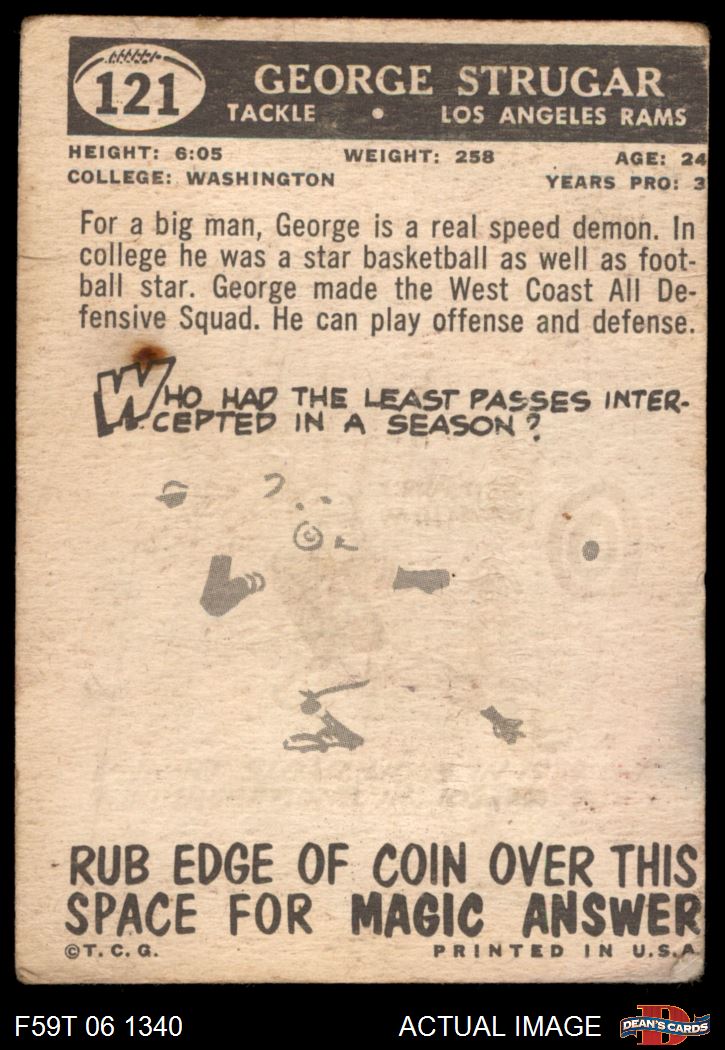 121
GEORGE STRUGAR
TACKLE • LOS ANGELES RAMS
HEIGHT: 6:05 WEIGHT: 258 AGE: 24
COLLEGE: WASHINGTON YEARS PRO: 3
For a big man, George is a real speed demon. In
college he was a star basketball as well as foot-
ball star. George made the West Coast All De-
fensive Squad. He can play offense and defense.
WHO HAD THE LEAST PASSES INTER-
CEPTED IN A SEASON?
RUB EDGE OF COIN OVER THIS
SPACE FOR MAGIC ANSWER
©T.C.G. PRINTED IN U.S.A.
F59T 06 1340 ACTUAL IMAGE D DEAN'S CARDS